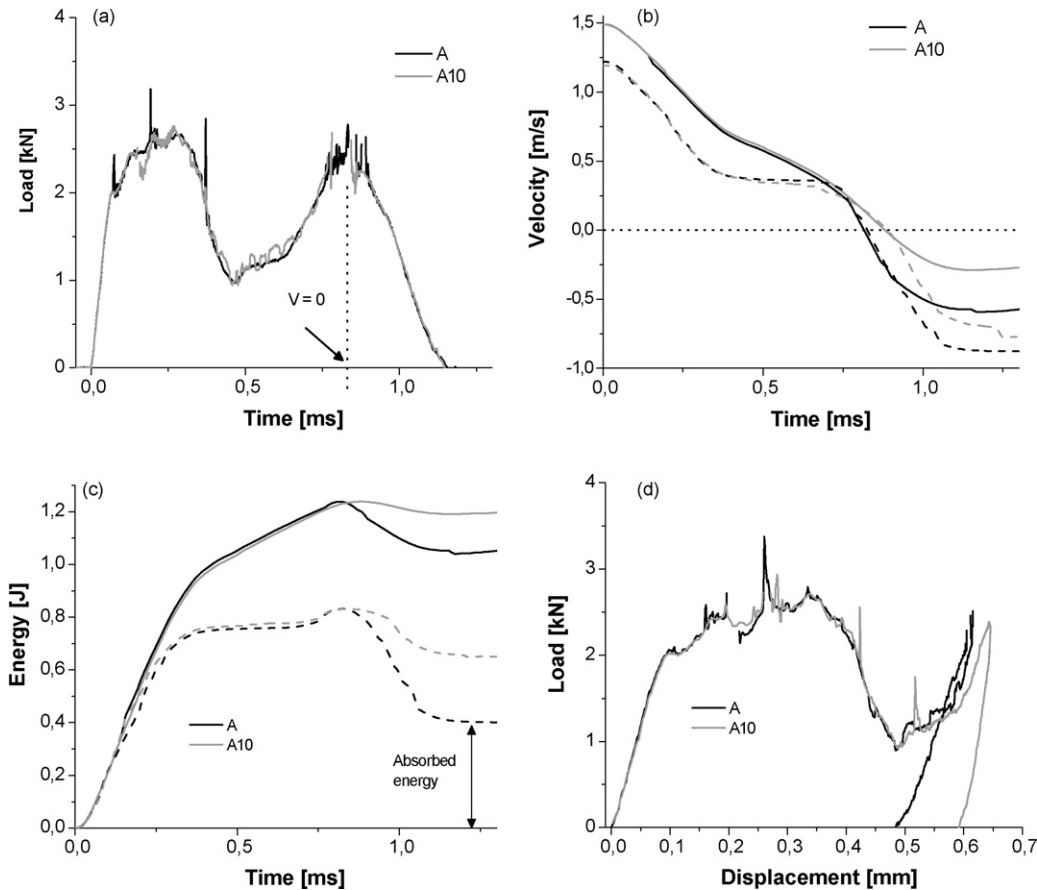 (a)
Load [kN]
4
3
2
1
0
A
A10
V = 0
0,0
0,5
1,0
Time [ms]
(b)
Velocity [m/s]
1,5
1,0
0,5
0,0
-0,5
-1,0
A
A10
0,0
0,5
1,0
Time [ms]
(c)
Energy [J]
1,2
1,0
0,8
0,6
0,4
0,2
0,0
A
A10
Absorbed
energy
0,0
0,5
1,0
Time [ms]
(d)
Load [kN]
4
3
2
1
0
A
A10
0,0
0,1
0,2
0,3
0,4
0,5
0,6
0,7
Displacement [mm]